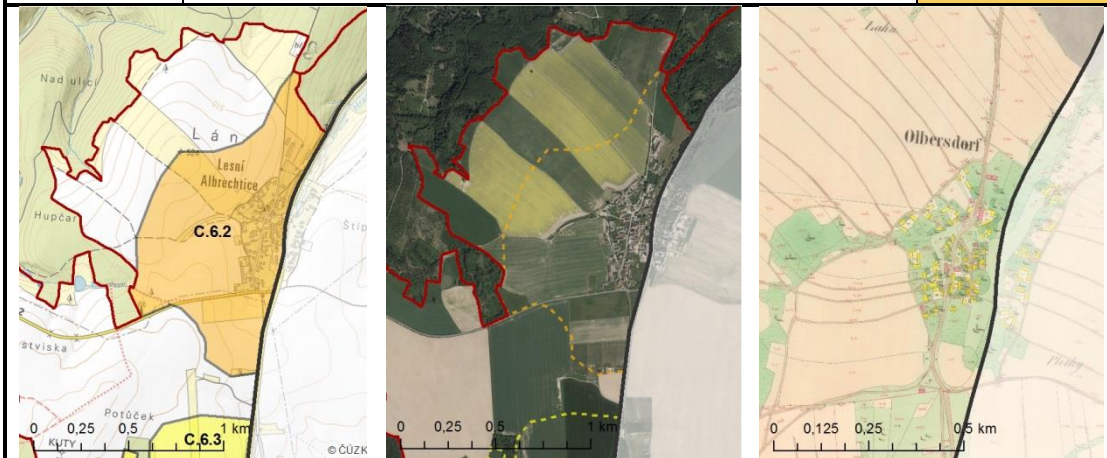 Nad ulicí
Lán
Lesní
Albrechtice
Hupčar
C.6.2
Štíp
stviska
Potůček
KUTY
C.6.3
0 0,25 0,5 1 km
© ČÚZK
0 0,25 0,5 1 km
Lahn
Olbersdorf
0 0,125 0,25 0,5 km